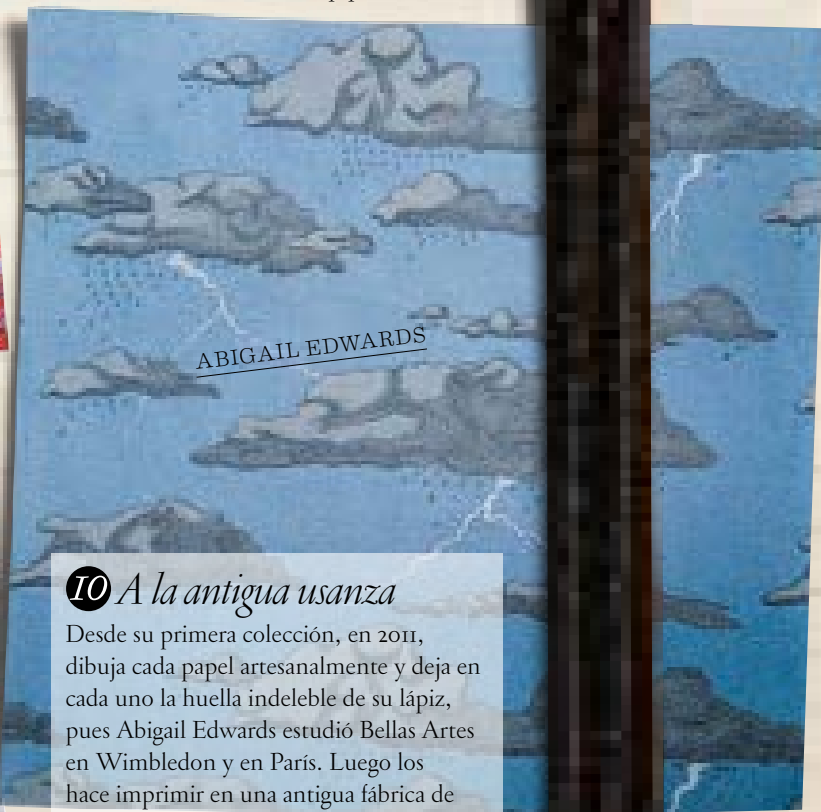 ABIGAIL EDWARDS
10 A la antigua usanza
Desde su primera colección, en 2011,
dibuja cada papel artesanalmente y deja en
cada uno la huella indeleble de su lápiz,
pues Abigail Edwards estudió Bellas Artes
en Wimbledon y en París. Luego los
hace imprimir en una antigua fábrica de